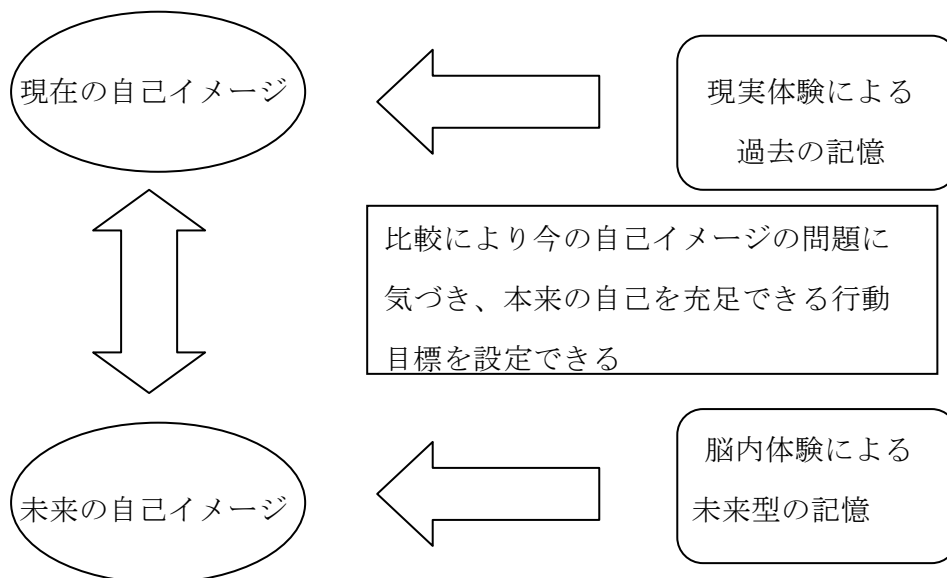 現在の自己イメージ
現実体験による
過去の記憶
比較により今の自己イメージの問題に
気づき、本来の自己を充足できる行動
目標を設定できる
未来の自己イメージ
脳内体験による
未来型の記憶